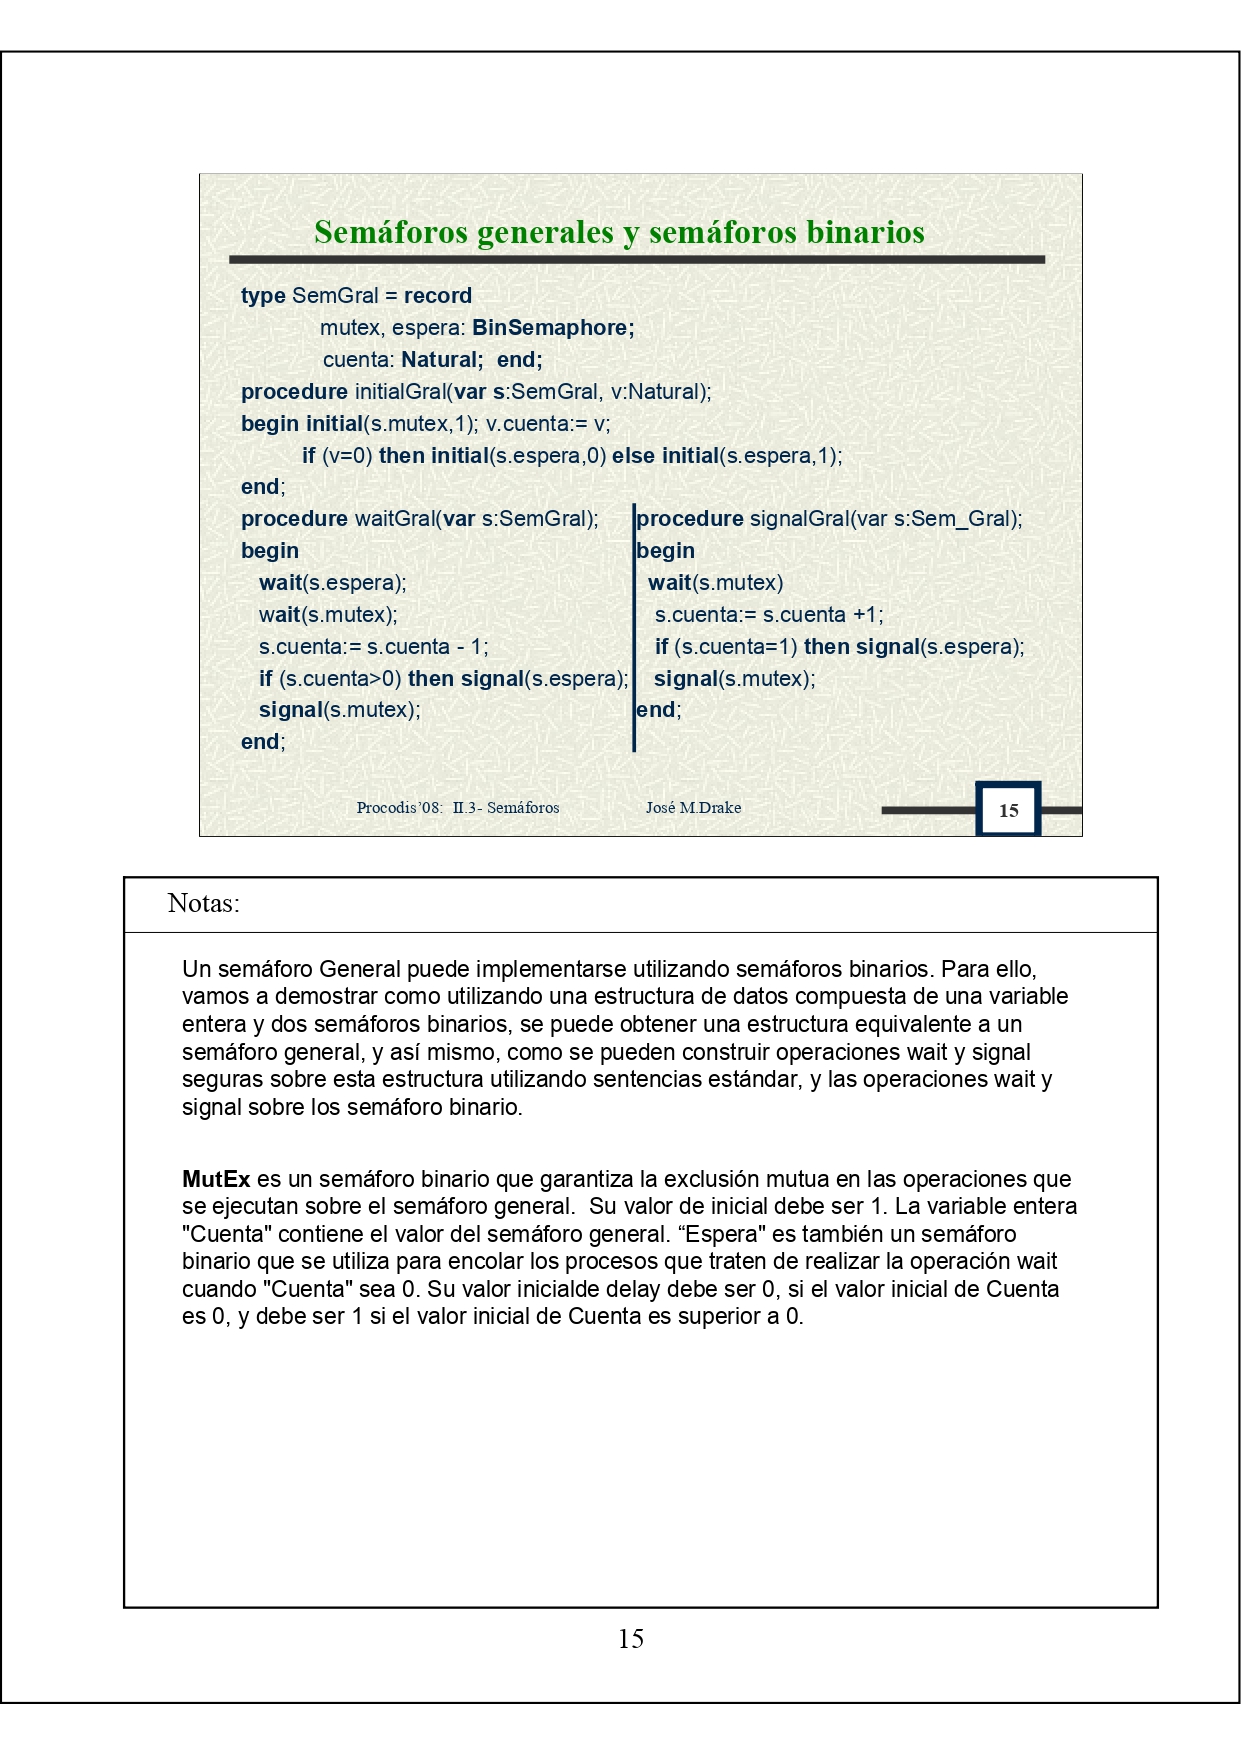 Semáforos generales y semáforos binarios
type SemGral = record
mutex, espera: BinSemaphore;
cuenta: Natural;  end;
procedure initialGral(var s:SemGral, v:Natural);
begin initial(s.mutex,1); v.cuenta:= v;
if (v=0) then initial(s.espera,0) else initial(s.espera,1);
end;
procedure waitGral(var s:SemGral);
begin
wait(s.espera);
wait(s.mutex);
s.cuenta:= s.cuenta - 1;
if (s.cuenta>0) then signal(s.espera);
signal(s.mutex);
end;
procedure signalGral(var s:Sem_Gral);
begin
wait(s.mutex)
s.cuenta:= s.cuenta +1;
if (s.cuenta=1) then signal(s.espera);
signal(s.mutex);
end;
Procodis'08: II.3- Semáforos José M.Drake 15
Notas:
Un semáforo General puede implementarse utilizando semáforos binarios. Para ello,
vamos a demostrar como utilizando una estructura de datos compuesta de una variable
entera y dos semáforos binarios, se puede obtener una estructura equivalente a un
semáforo general, y así mismo, como se pueden construir operaciones wait y signal
seguras sobre esta estructura utilizando sentencias estándar, y las operaciones wait y
signal sobre los semáforo binario.
MutEx es un semáforo binario que garantiza la exclusión mutua en las operaciones que
se ejecutan sobre el semáforo general.  Su valor de inicial debe ser 1. La variable entera
"Cuenta" contiene el valor del semáforo general. “Espera" es también un semáforo
binario que se utiliza para encolar los procesos que traten de realizar la operación wait
cuando "Cuenta" sea 0. Su valor inicialde delay debe ser 0, si el valor inicial de Cuenta
es 0, y debe ser 1 si el valor inicial de Cuenta es superior a 0.
15